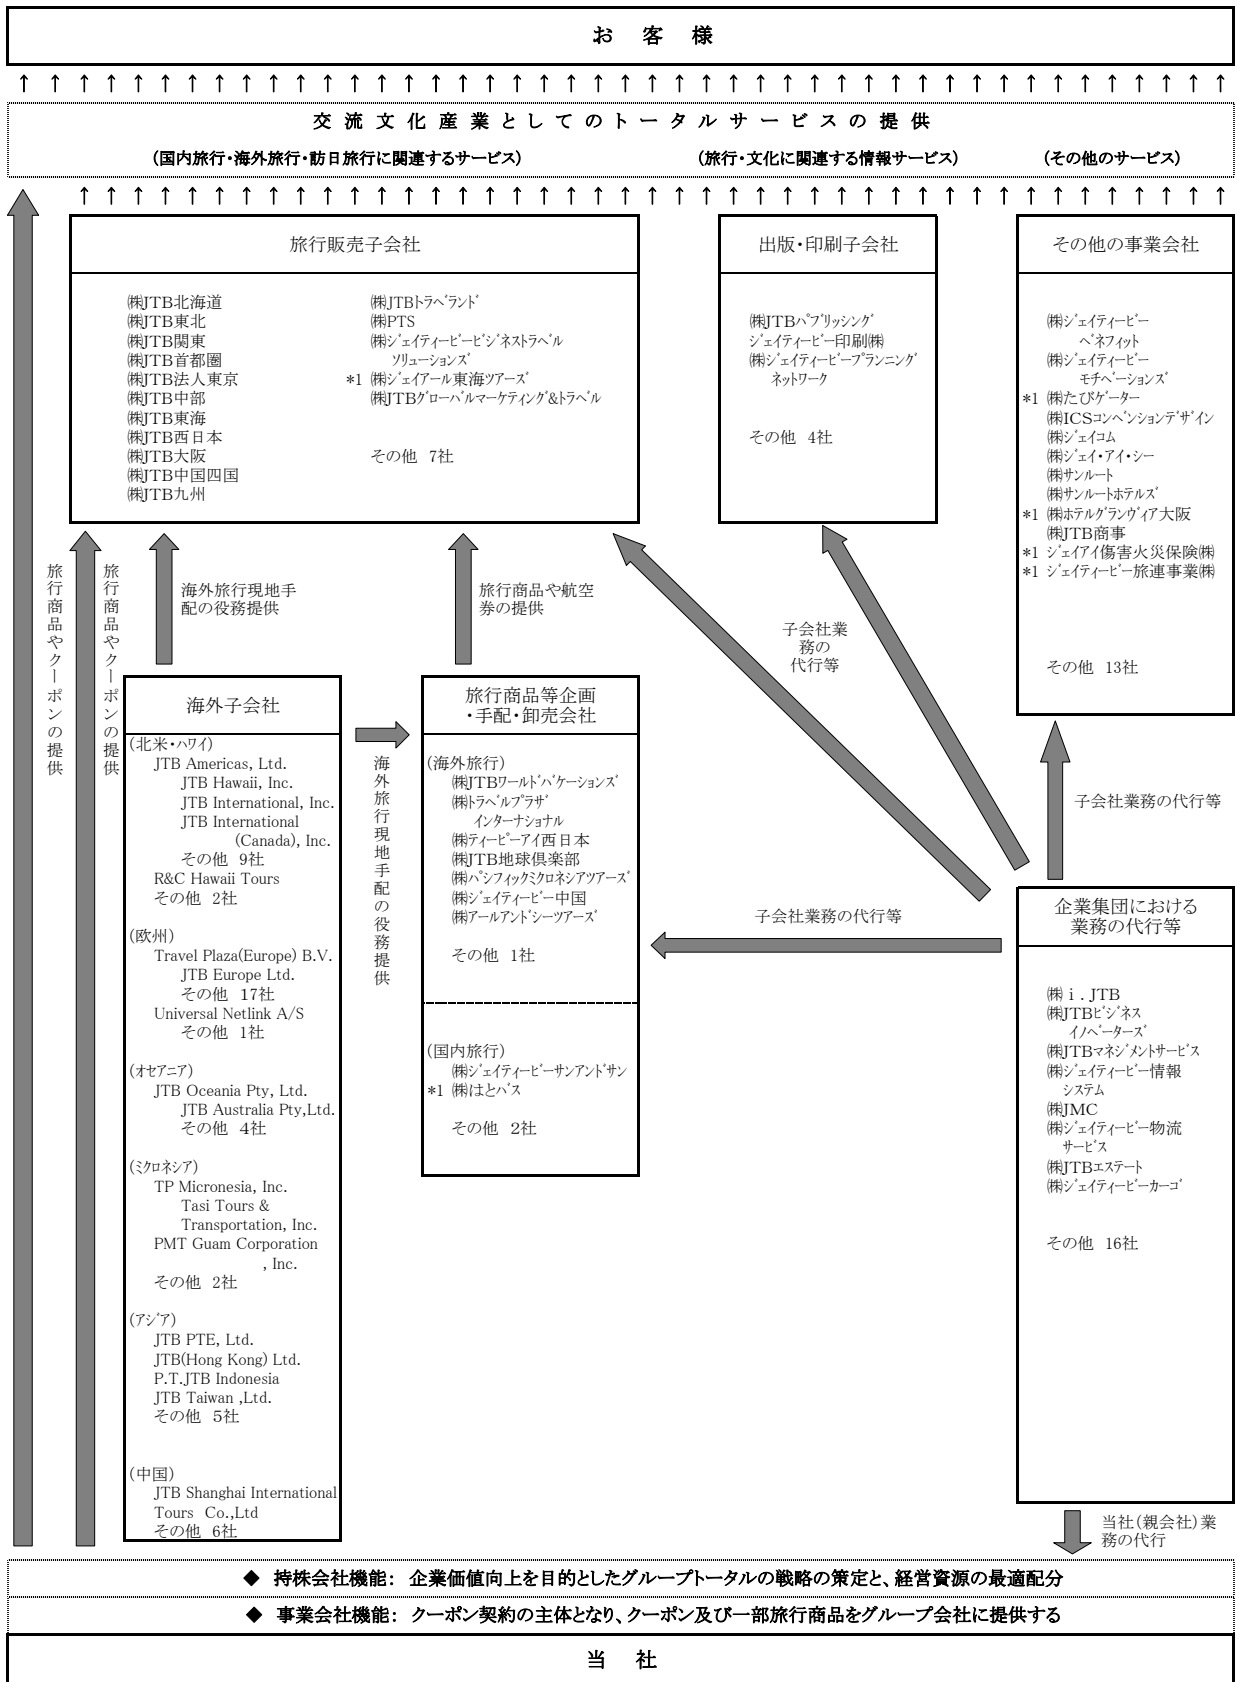 お 客 様
↑ ↑ ↑ ↑ ↑ ↑ ↑ ↑ ↑ ↑ ↑ ↑ ↑ ↑ ↑ ↑ ↑ ↑ ↑ ↑ ↑ ↑ ↑ ↑ ↑ ↑ ↑ ↑ ↑ ↑ ↑ ↑ ↑ ↑ ↑ ↑ ↑ ↑ ↑ ↑
交 流 文 化 産 業 と し て の ト ー タ ル サ ー ビ ス の 提 供
(国内旅行・海外旅行・訪日旅行に関連するサービス)
(旅行・文化に関連する情報サービス)
(その他のサービス)
↑ ↑ ↑ ↑ ↑ ↑ ↑ ↑ ↑ ↑ ↑ ↑ ↑ ↑ ↑ ↑ ↑ ↑ ↑ ↑ ↑ ↑ ↑ ↑ ↑ ↑ ↑ ↑ ↑ ↑ ↑ ↑ ↑ ↑ ↑ ↑ ↑ ↑
旅行販売子会社
㈱JTB北海道
㈱JTB東北
㈱JTB関東
㈱JTB首都圏
㈱JTB法人東京
㈱JTB中部
㈱JTB東海
㈱JTB西日本
㈱JTB大阪
㈱JTB中国四国
㈱JTB九州
㈱JTBﾄﾗﾍﾞﾗﾝﾄﾞ
㈱PTS
㈱ｼﾞｪｲﾃｨｰﾋﾞｰﾋﾞｼﾞﾈｽﾄﾗﾍﾞﾙ
ｿﾘｭｰｼｮﾝｽﾞ
*1 ㈱ｼﾞｪｲｱｰﾙ東海ﾂｱｰｽﾞ
㈱JTBｸﾞﾛｰﾊﾞﾙﾏｰｹﾃｨﾝｸﾞ&ﾄﾗﾍﾞﾙ
その他 7社
出版・印刷子会社
㈱JTBﾊﾟﾌﾞﾘｯｼﾝｸﾞ
ｼﾞｪｲﾃｨｰﾋﾞｰ印刷㈱
㈱ｼﾞｪｲﾃｨｰﾋﾞｰﾌﾟﾗﾝﾆﾝｸﾞ
ﾈｯﾄﾜｰｸ
その他 4社
その他の事業会社
㈱ｼﾞｪｲﾃｨｰﾋﾞｰ
ﾍﾞﾈﾌｨｯﾄ
㈱ｼﾞｪｲﾃｨｰﾋﾞｰ
ﾓﾁﾍﾞｰｼｮﾝｽﾞ
*1 ㈱たびｹﾞｰﾀｰ
㈱ICSｺﾝﾍﾞﾝｼｮﾝﾃﾞｻﾞｲﾝ
㈱ｼﾞｪｲｺﾑ
㈱ｼﾞｪｲ・ｱｲ・ｼｰ
㈱ｻﾝﾙｰﾄ
㈱ｻﾝﾙｰﾄﾎﾃﾙｽﾞ
*1 ㈱ﾎﾃﾙｸﾞﾗﾝｳﾞｨｱ大阪
㈱JTB商事
*1 ｼﾞｪｲｱｲ傷害火災保険㈱
*1 ｼﾞｪｲﾃｨｰﾋﾞｰ旅連事業㈱
その他 13社
旅行商品やクーポンの提供
旅行商品やクーポンの提供
海外旅行現地手
配の役務提供
旅行商品や航空
券の提供
子会社業
務の
代行等
子会社業務の代行等
海外子会社
(北米・ﾊﾜｲ)
JTB Americas, Ltd.
JTB Hawaii, Inc.
JTB International, Inc.
JTB International
(Canada), Inc.
その他 9社
R&C Hawaii Tours
その他 2社
(欧州)
Travel Plaza(Europe) B.V.
JTB Europe Ltd.
その他 17社
Universal Netlink A/S
その他 1社
(ｵｾｱﾆｱ)
JTB Oceania Pty, Ltd.
JTB Australia Pty,Ltd.
その他 4社
(ﾐｸﾛﾈｼｱ)
TP Micronesia, Inc.
Tasi Tours &
Transportation, Inc.
PMT Guam Corporation
, Inc.
その他 2社
(ｱｼﾞｱ)
JTB PTE, Ltd.
JTB(Hong Kong) Ltd.
P.T.JTB Indonesia
JTB Taiwan ,Ltd.
その他 5社
(中国)
JTB Shanghai International
Tours Co.,Ltd
その他 6社
海外旅行現地手配の役務提供
旅行商品等企画
・手配・卸売会社
(海外旅行)
㈱JTBﾜｰﾙﾄﾞﾊﾞｹｰｼｮﾝｽﾞ
㈱ﾄﾗﾍﾞﾙﾌﾟﾗｻﾞ
ｲﾝﾀｰﾅｼｮﾅﾙ
㈱ﾃｨｰﾋﾟｰｱｲ西日本
㈱JTB地球倶楽部
㈱ﾊﾟｼﾌｨｯｸﾐｸﾛﾈｼｱﾂｱｰｽﾞ
㈱ｼﾞｪｲﾃｨｰﾋﾞｰ中国
㈱ｱｰﾙｱﾝﾄﾞｼｰﾂｱｰｽﾞ
その他 1社
(国内旅行)
㈱ｼﾞｪｲﾃｨｰﾋﾞｰｻﾝｱﾝﾄﾞｻﾝ
*1 ㈱はとﾊﾞｽ
その他 2社
子会社業務の代行等
企業集団における
業務の代行等
㈱ｉ.JTB
㈱JTBﾋﾞｼﾞﾈｽ
ｲﾉﾍﾞｰﾀｰｽﾞ
㈱JTBﾏﾈｼﾞﾒﾝﾄｻｰﾋﾞｽ
㈱ｼﾞｪｲﾃｨｰﾋﾞｰ情報
ｼｽﾃﾑ
㈱JMC
㈱ｼﾞｪｲﾃｨｰﾋﾞｰ物流
ｻｰﾋﾞｽ
㈱JTBｴｽﾃｰﾄ
㈱ｼﾞｪｲﾃｨｰﾋﾞｰｶｰｺﾞ
その他 16社
当社(親会社)業
務の代行
◆ 持株会社機能： 企業価値向上を目的としたグループトータルの戦略の策定と、経営資源の最適配分
◆ 事業会社機能： クーポン契約の主体となり、クーポン及び一部旅行商品をグループ会社に提供する
当 社